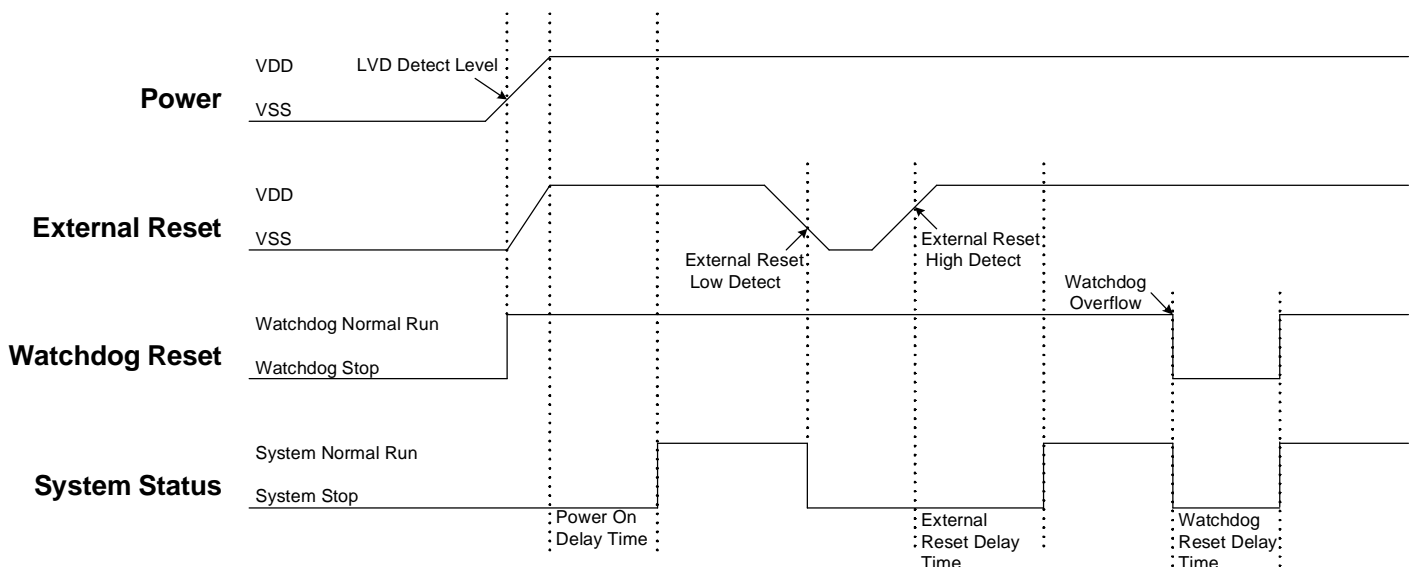 VDD
LVD Detect Level
Power
VSS
VDD
External Reset
VSS
External Reset
Low Detect
External Reset
High Detect
Watchdog
Overflow
Watchdog Normal Run
Watchdog Reset
Watchdog Stop
System Normal Run
System Status
System Stop
Power On
Delay Time
External
Reset Delay
Time
Watchdog
Reset Delay
Time